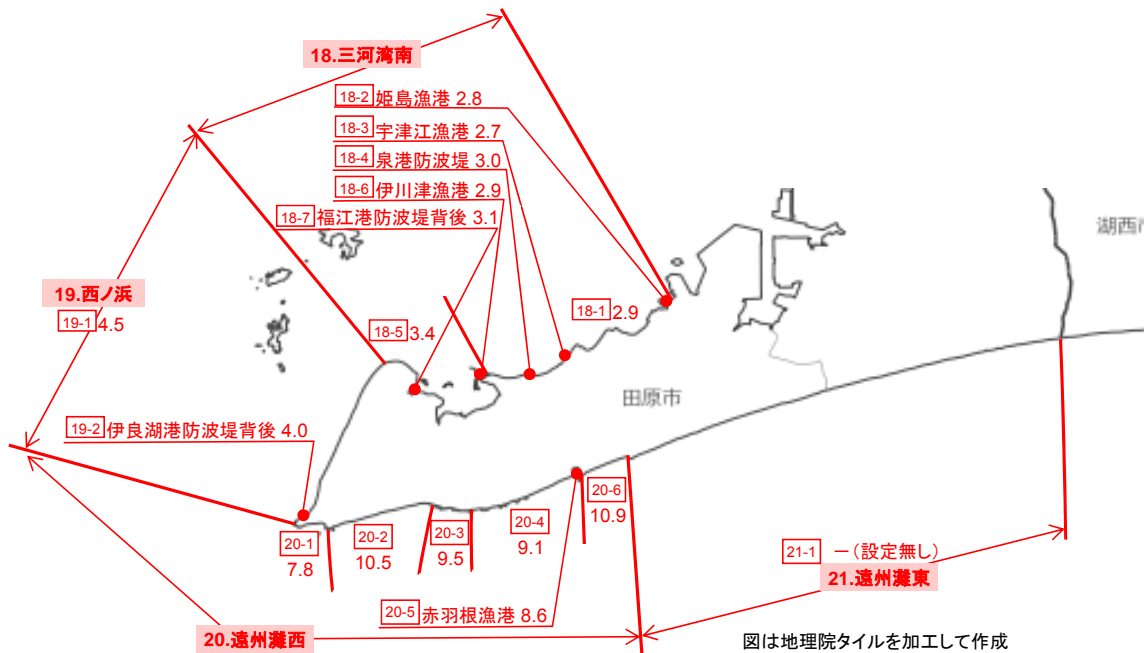 18.三河湾南
18-2 姫島漁港 2.8
18-3 宇津江漁港 2.7
18-4 泉港防波堤 3.0
18-6 伊川津漁港 2.9
18-7 福江港防波堤背後 3.1
湖西
19.西ノ浜
19-1 4.5
18-1 2.9
18-5 3.4
田原市
19-2 伊良湖港防波堤背後 4.0
20-1
7.8
20-2
10.5
20-3
9.5
20-4
9.1
20-6
10.9
21-1 －（設定無し）
21.遠州灘東
20-5 赤羽根漁港 8.6
20.遠州灘西
図は地理院タイルを加工して作成